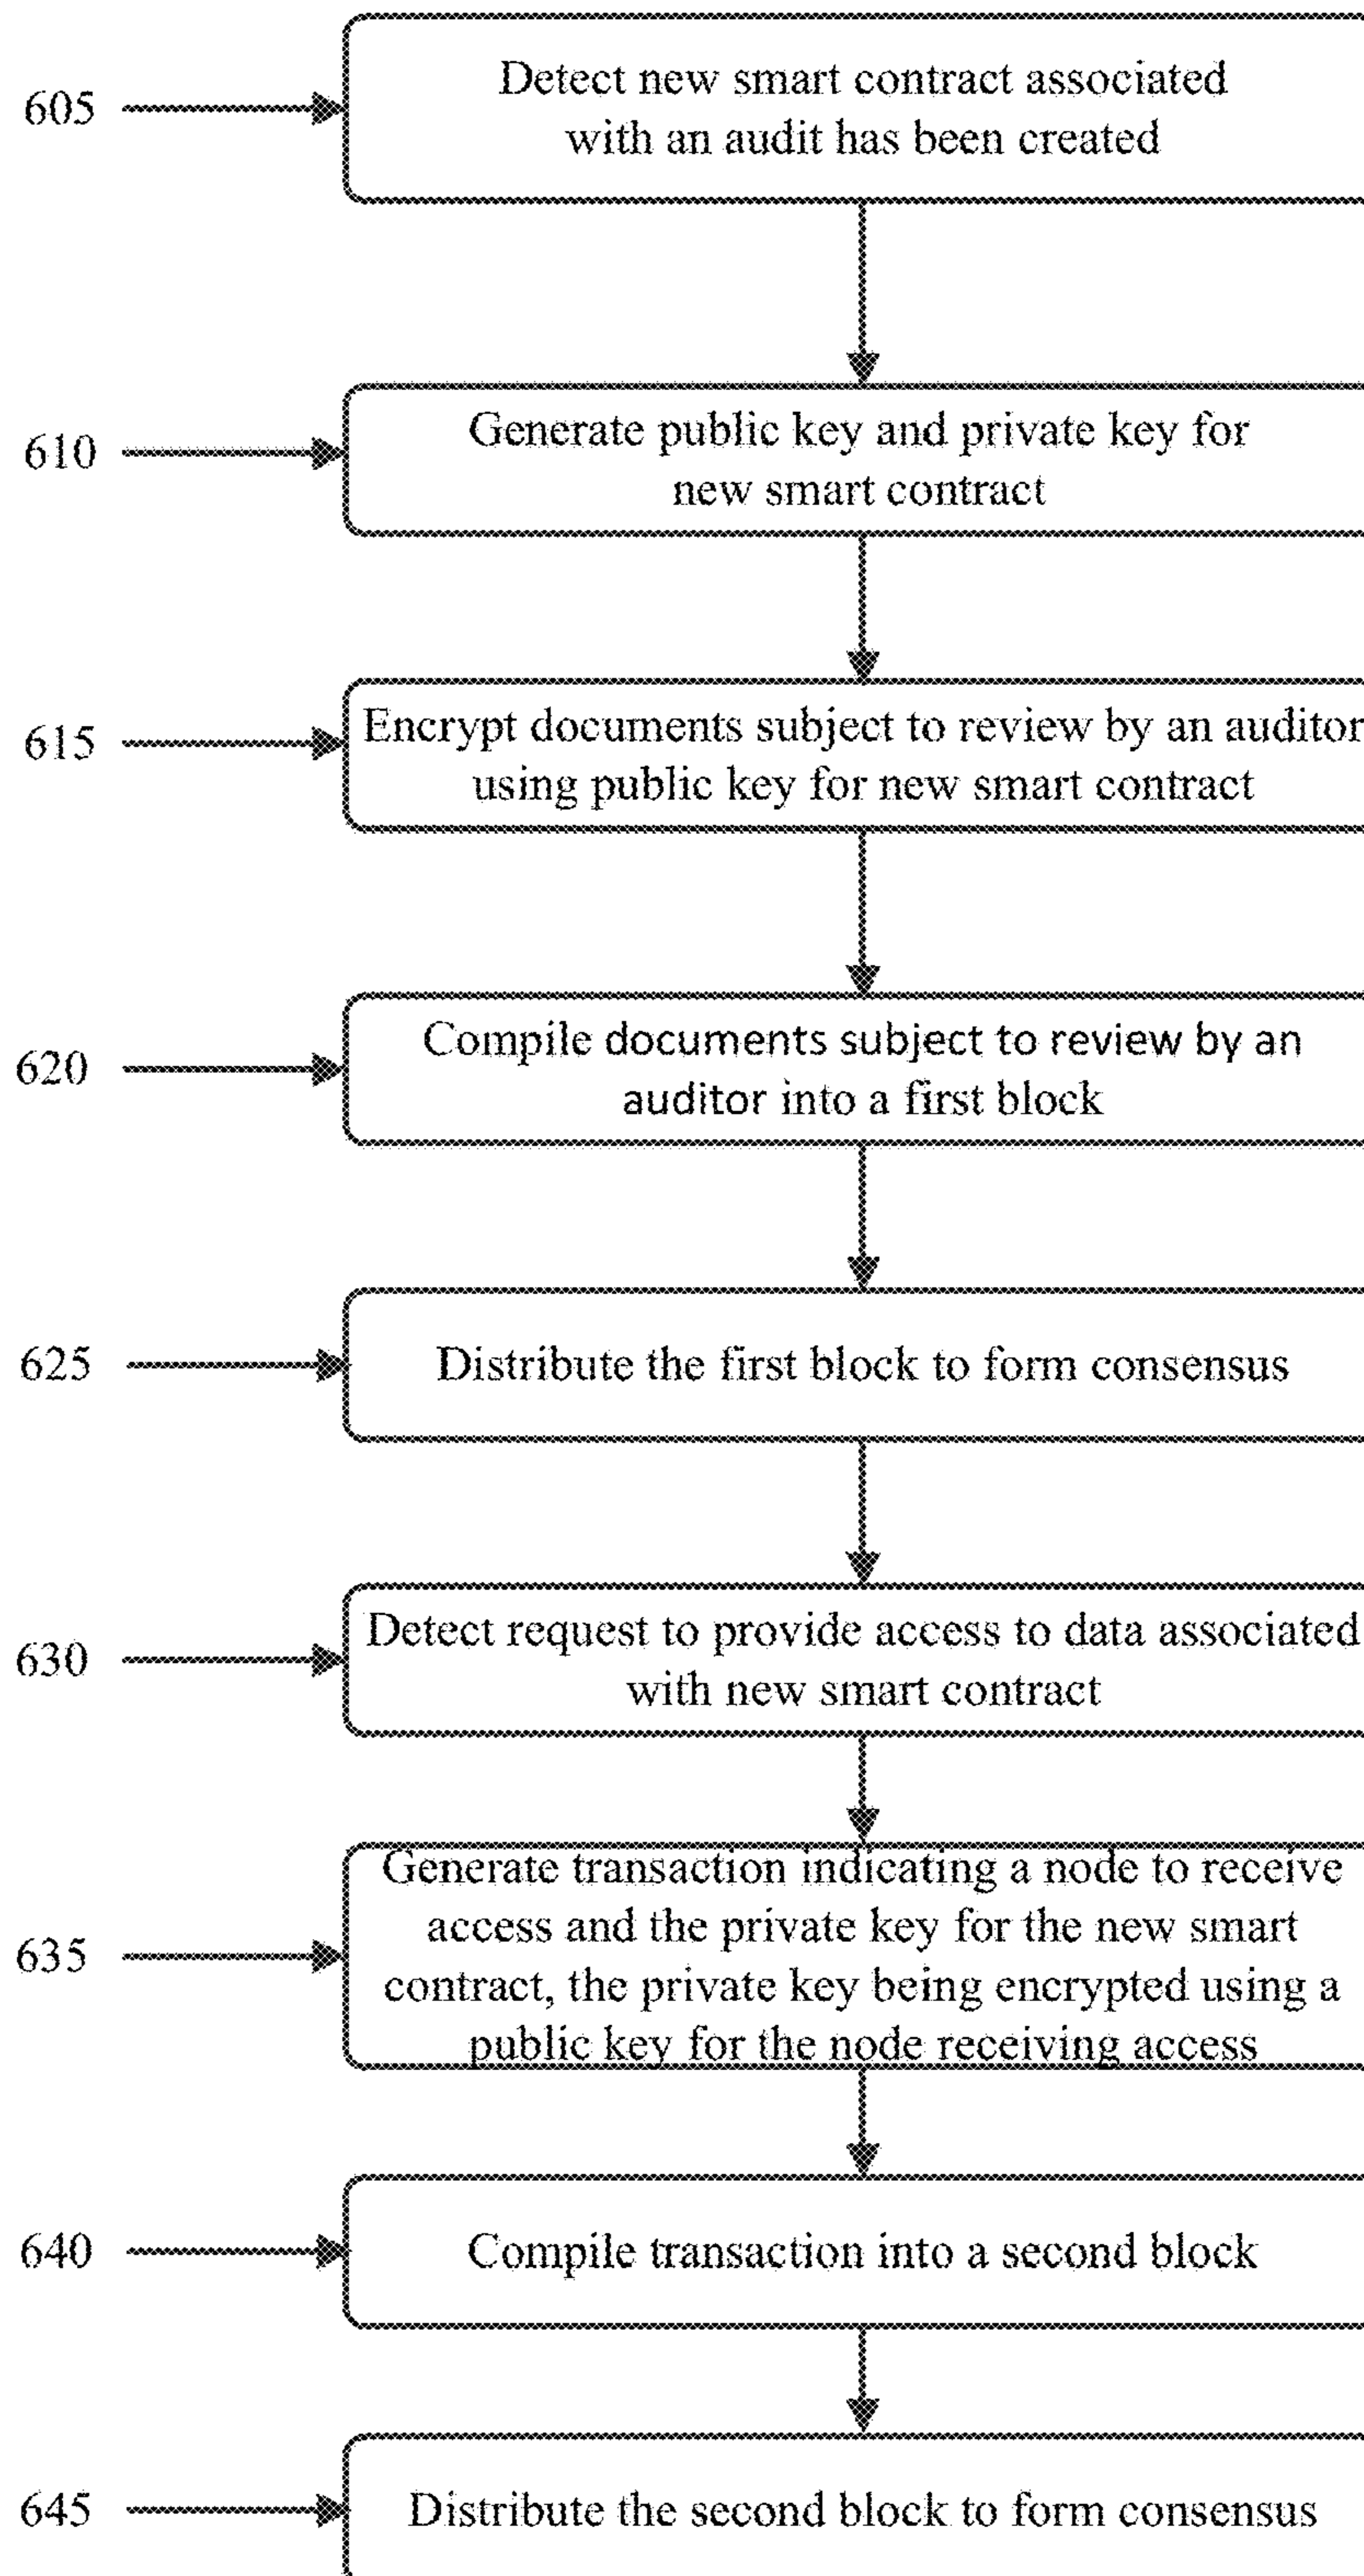 605
Detect new smart contract associated
with an audit has been created
610
Generate public key and private key for
new smart contract
615
Encrypt documents subject to review by an auditor
using public key for new smart contract
620
Compile documents subject to review by an
auditor into a first block
625
Distribute the first block to form consensus
630
Detect request to provide access to data associated
with new smart contract
635
Generate transaction indicating a node to receive
access and the private key for the new smart
contract, the private key being encrypted using a
public key for the node receiving access
640
Compile transaction into a second block
645
Distribute the second block to form consensus